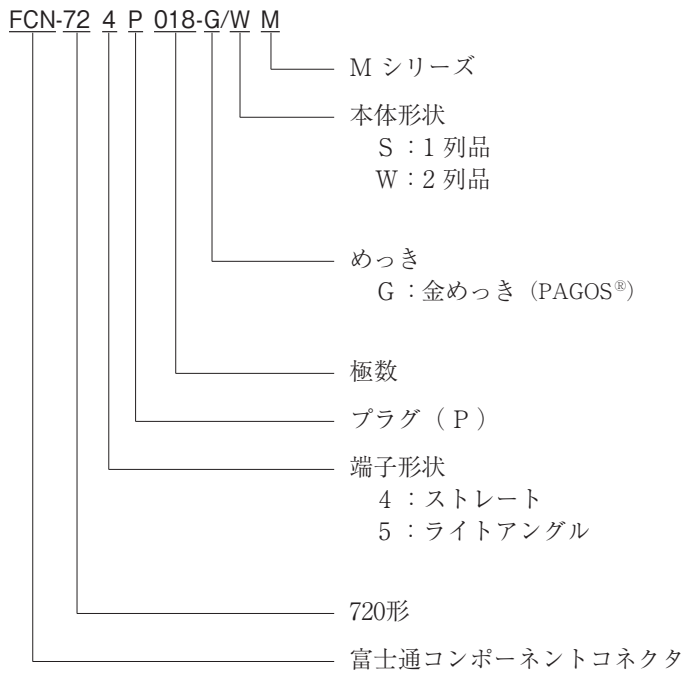 FCN-72 4 P 018-G/W M
M シリーズ
本体形状
S：1 列品
W：2 列品
めっき
G：金めっき（PAGOS®）
極数
プラグ（P）
端子形状
4：ストレート
5：ライトアングル
720形
富士通コンポーネントコネクタ